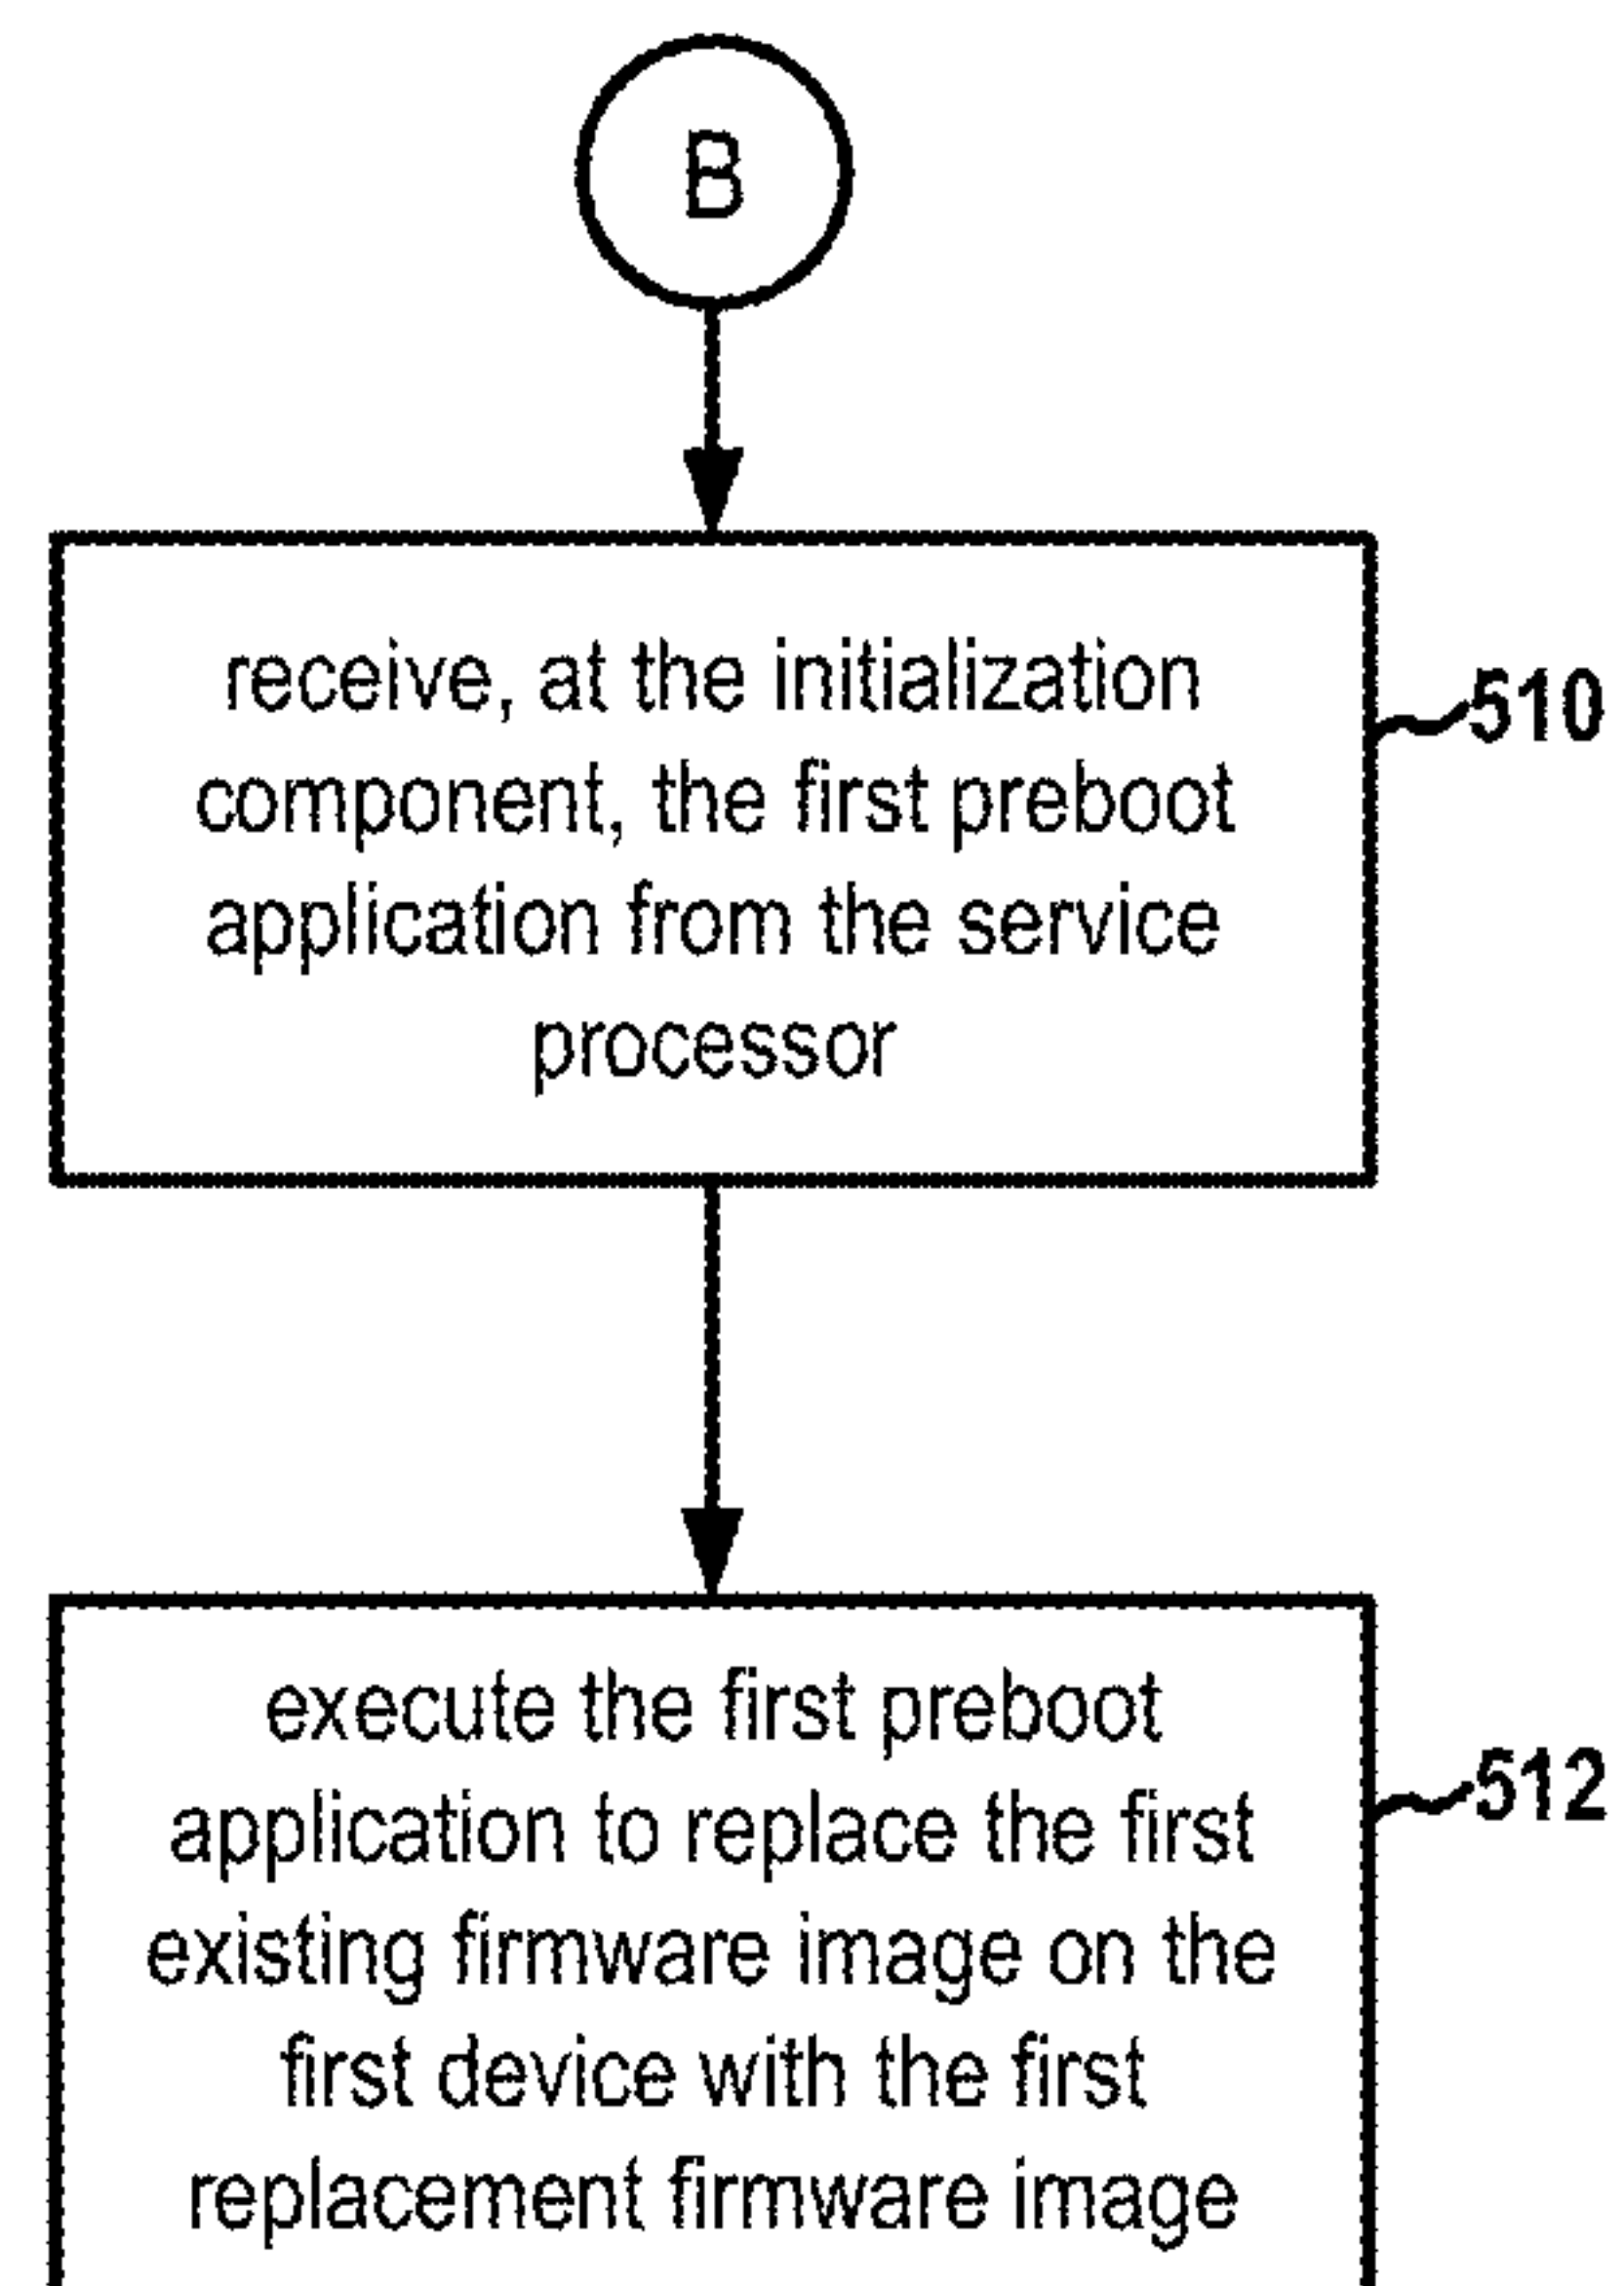 B
receive, at the initialization
component, the first preboot
application from the service
processor
510
execute the first preboot
application to replace the first
existing firmware image on the
first device with the first
replacement firmware image
512